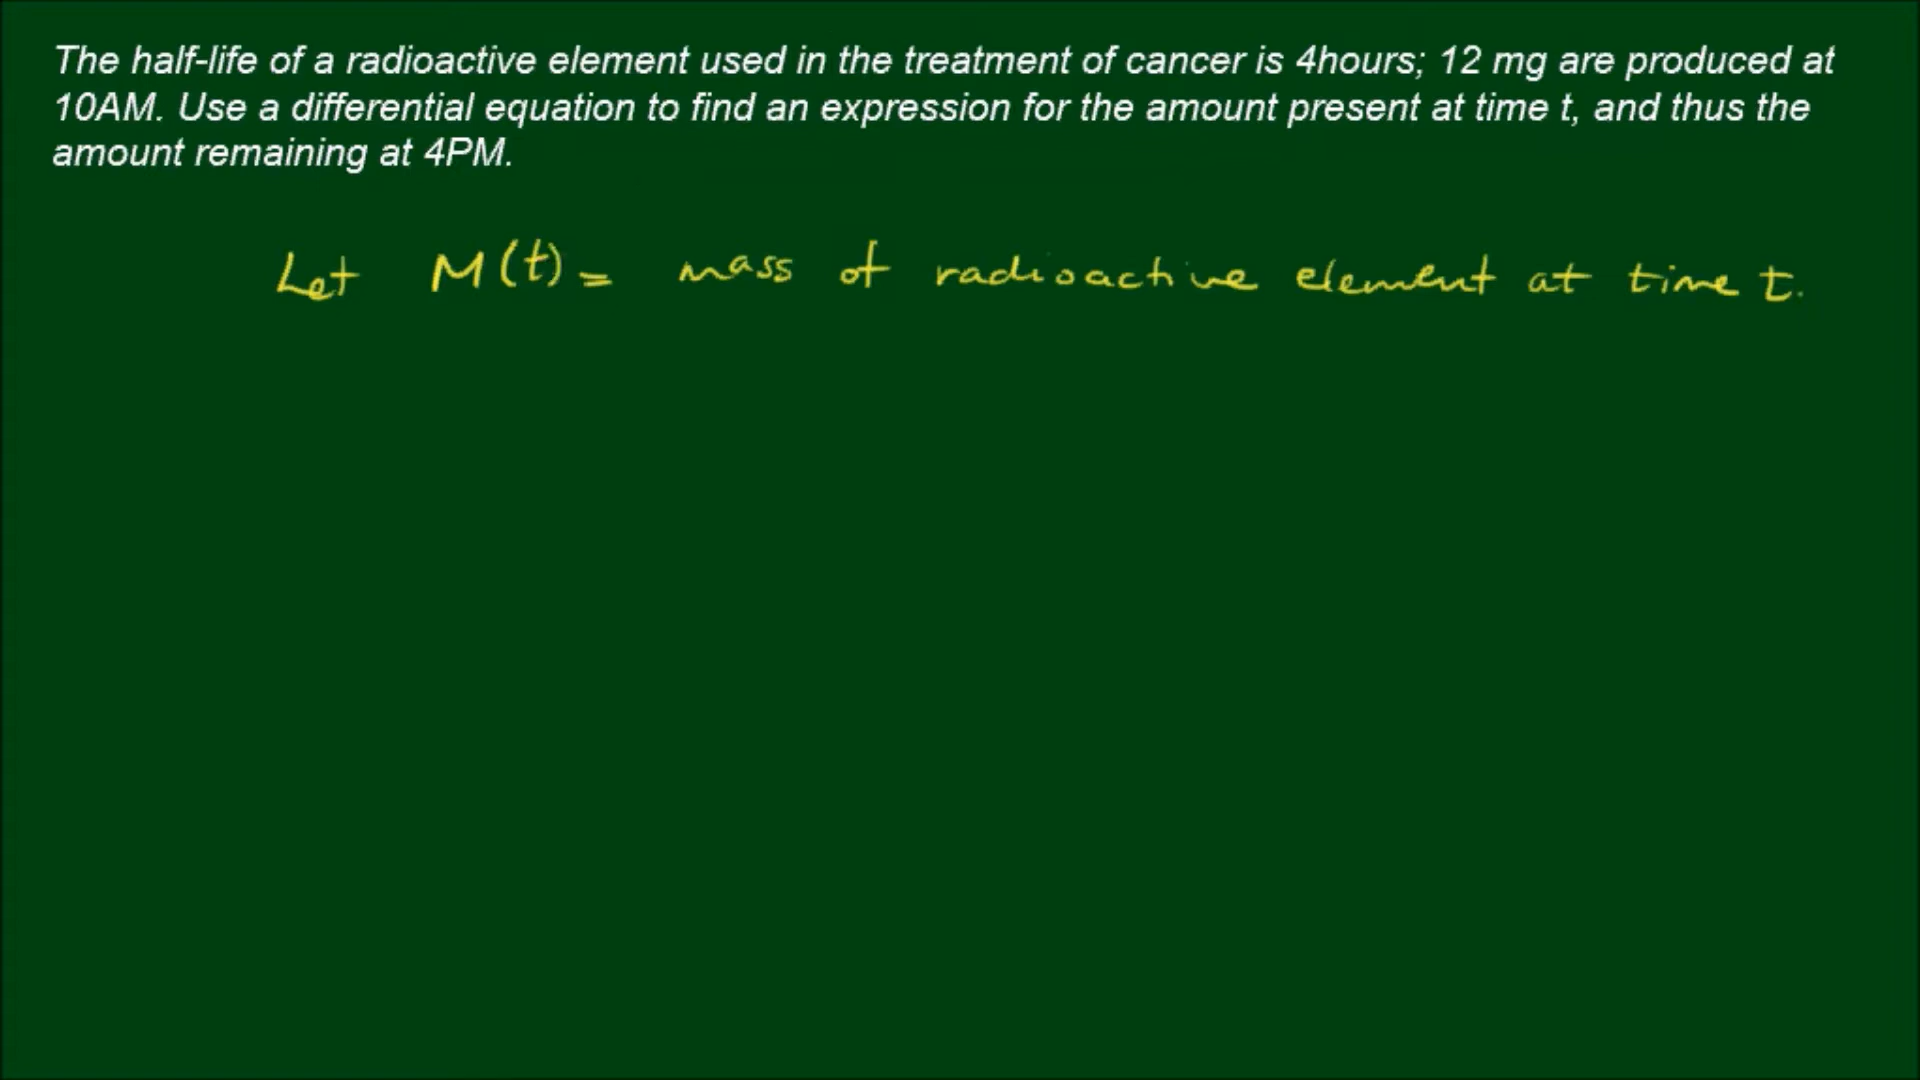 The half-life of a radioactive element used in the treatment of cancer is 4hours; 12 mg are produced at
10AM. Use a differential equation to find an expression for the amount present at time t, and thus the
amount remaining at 4PM.
Let M(t) = mass of radioactive element at time t.